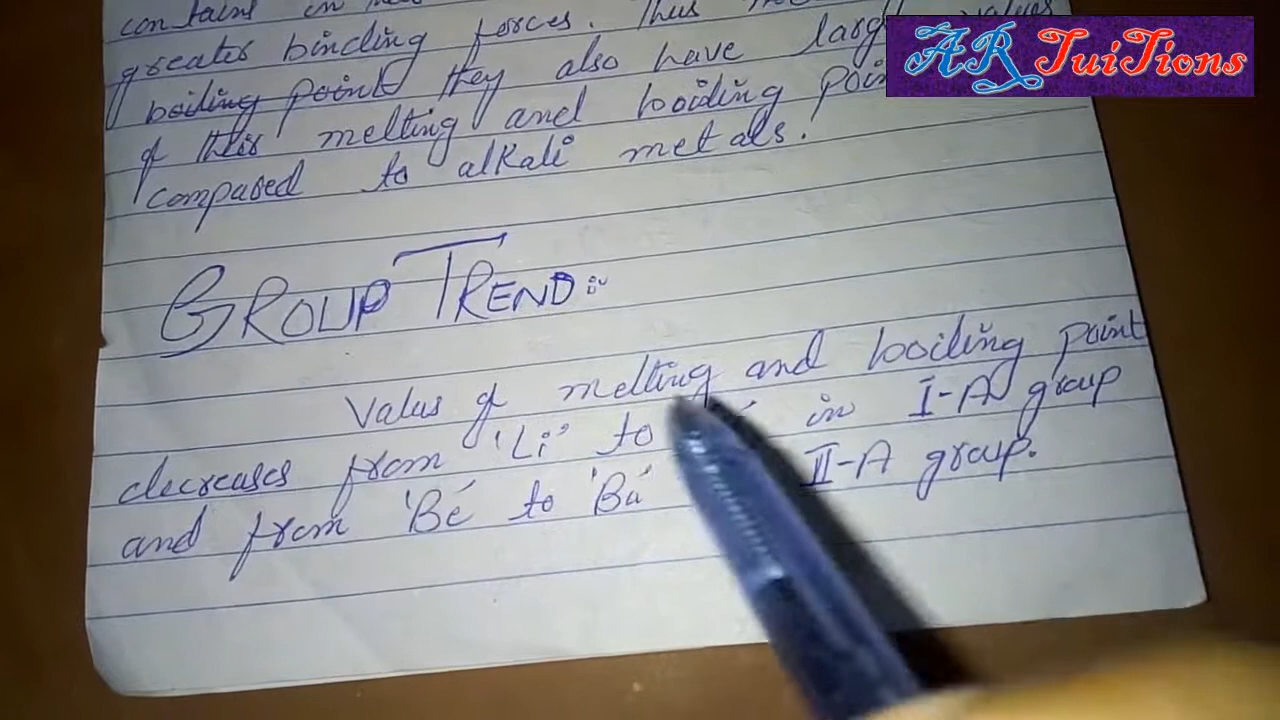 contains in
greater binding forces. Thus
boiling point they also have large values
of their melting and boiling
compared to alkali metals.
AR TuiTions
GROUP TREND:-
Values of melting and boiling point
decreases from 'Li' to in I-A group
and from 'Be' to 'Ba' II-A group.